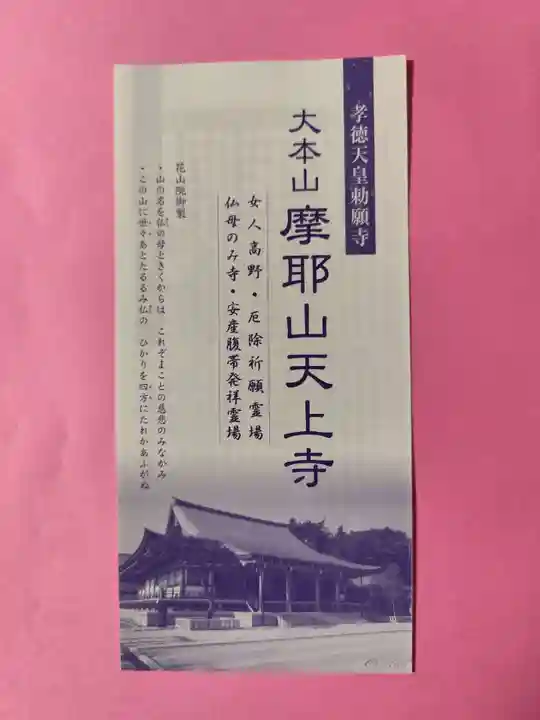 孝徳天皇勅願寺
大本山 摩耶山天上寺
女人高野・厄除祈願霊場
仏母のみ寺・安産腹帯発祥霊場
花山院御製
・山の名を仏の母ときくからは これぞまことの慈悲のみなかみ
・この山に世々あとたるるみ仏の ひかりを四方にたれかあふがぬ